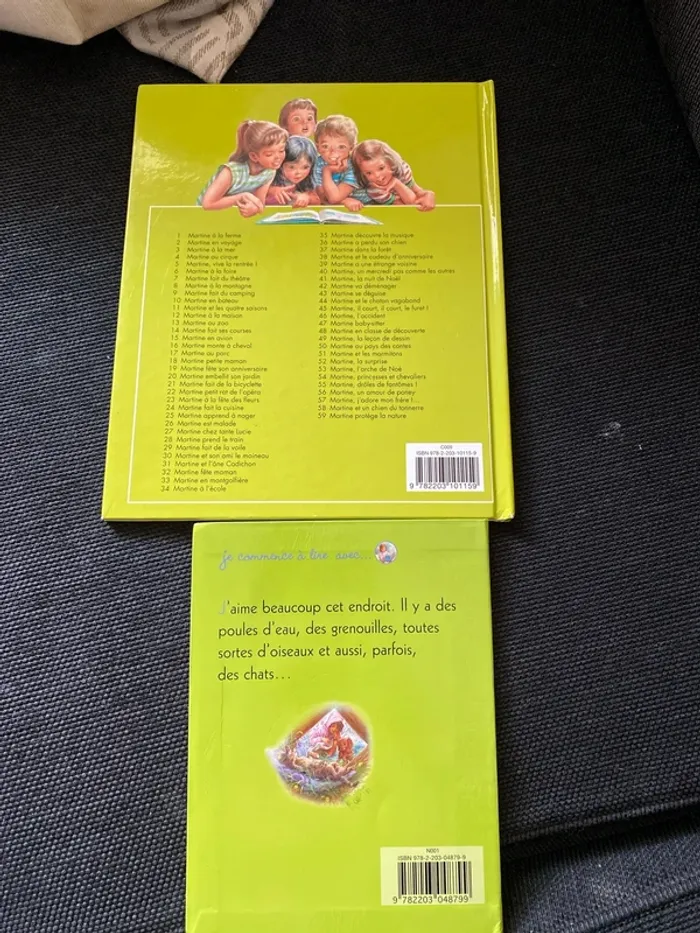 1 Martine à la ferme
2 Martine en voyage
3 Martine à la mer
4 Martine au cirque
5 Martine, vive la rentrée !
6 Martine à la foire
7 Martine fait du théâtre
8 Martine à la montagne
9 Martine fait du camping
10 Martine en bateau
11 Martine et les quatre saisons
12 Martine à la maison
13 Martine au zoo
14 Martine fait ses courses
15 Martine en avion
16 Martine monte à cheval
17 Martine au parc
18 Martine petite maman
19 Martine fête son anniversaire
20 Martine embellit son jardin
21 Martine fait de la bicyclette
22 Martine petit rat de l'opéra
23 Martine à la fête des fleurs
24 Martine fait la cuisine
25 Martine apprend à nager
26 Martine est malade
27 Martine chez tante Lucie
28 Martine prend le train
29 Martine fait de la voile
30 Martine et son ami le moineau
31 Martine et l'âne Cadichon
32 Martine fête maman
33 Martine en montgolfière
34 Martine à l'école
35 Martine découvre la musique
36 Martine a perdu son chien
37 Martine dans la forêt
38 Martine et le cadeau d'anniversaire
39 Martine a une étrange voisine
40 Martine, un mercredi pas comme les autres
41 Martine, la nuit de Noël
42 Martine va déménager
43 Martine se déguise
44 Martine et le chaton vagabond
45 Martine, il court, il court, le furet !
46 Martine, l'accident
47 Martine baby-sitter
48 Martine en classe de découverte
49 Martine, la leçon de dessin
50 Martine au pays des contes
51 Martine et les marmitons
52 Martine, la surprise
53 Martine, l'arche de Noé
54 Martine, princesses et chevaliers
55 Martine, drôles de fantômes !
56 Martine, un amour de poney
57 Martine, j'adore mon frère !...
58 Martine et un chien du tonnerre
59 Martine protège la nature
C009
ISBN 978-2-203-10115-9
9 782203 101159
Je commence à lire avec...
J'aime beaucoup cet endroit. Il y a des
poules d'eau, des grenouilles, toutes
sortes d'oiseaux et aussi, parfois,
des chats...
N001
ISBN 978-2-203-04879-9
9 782203 048799